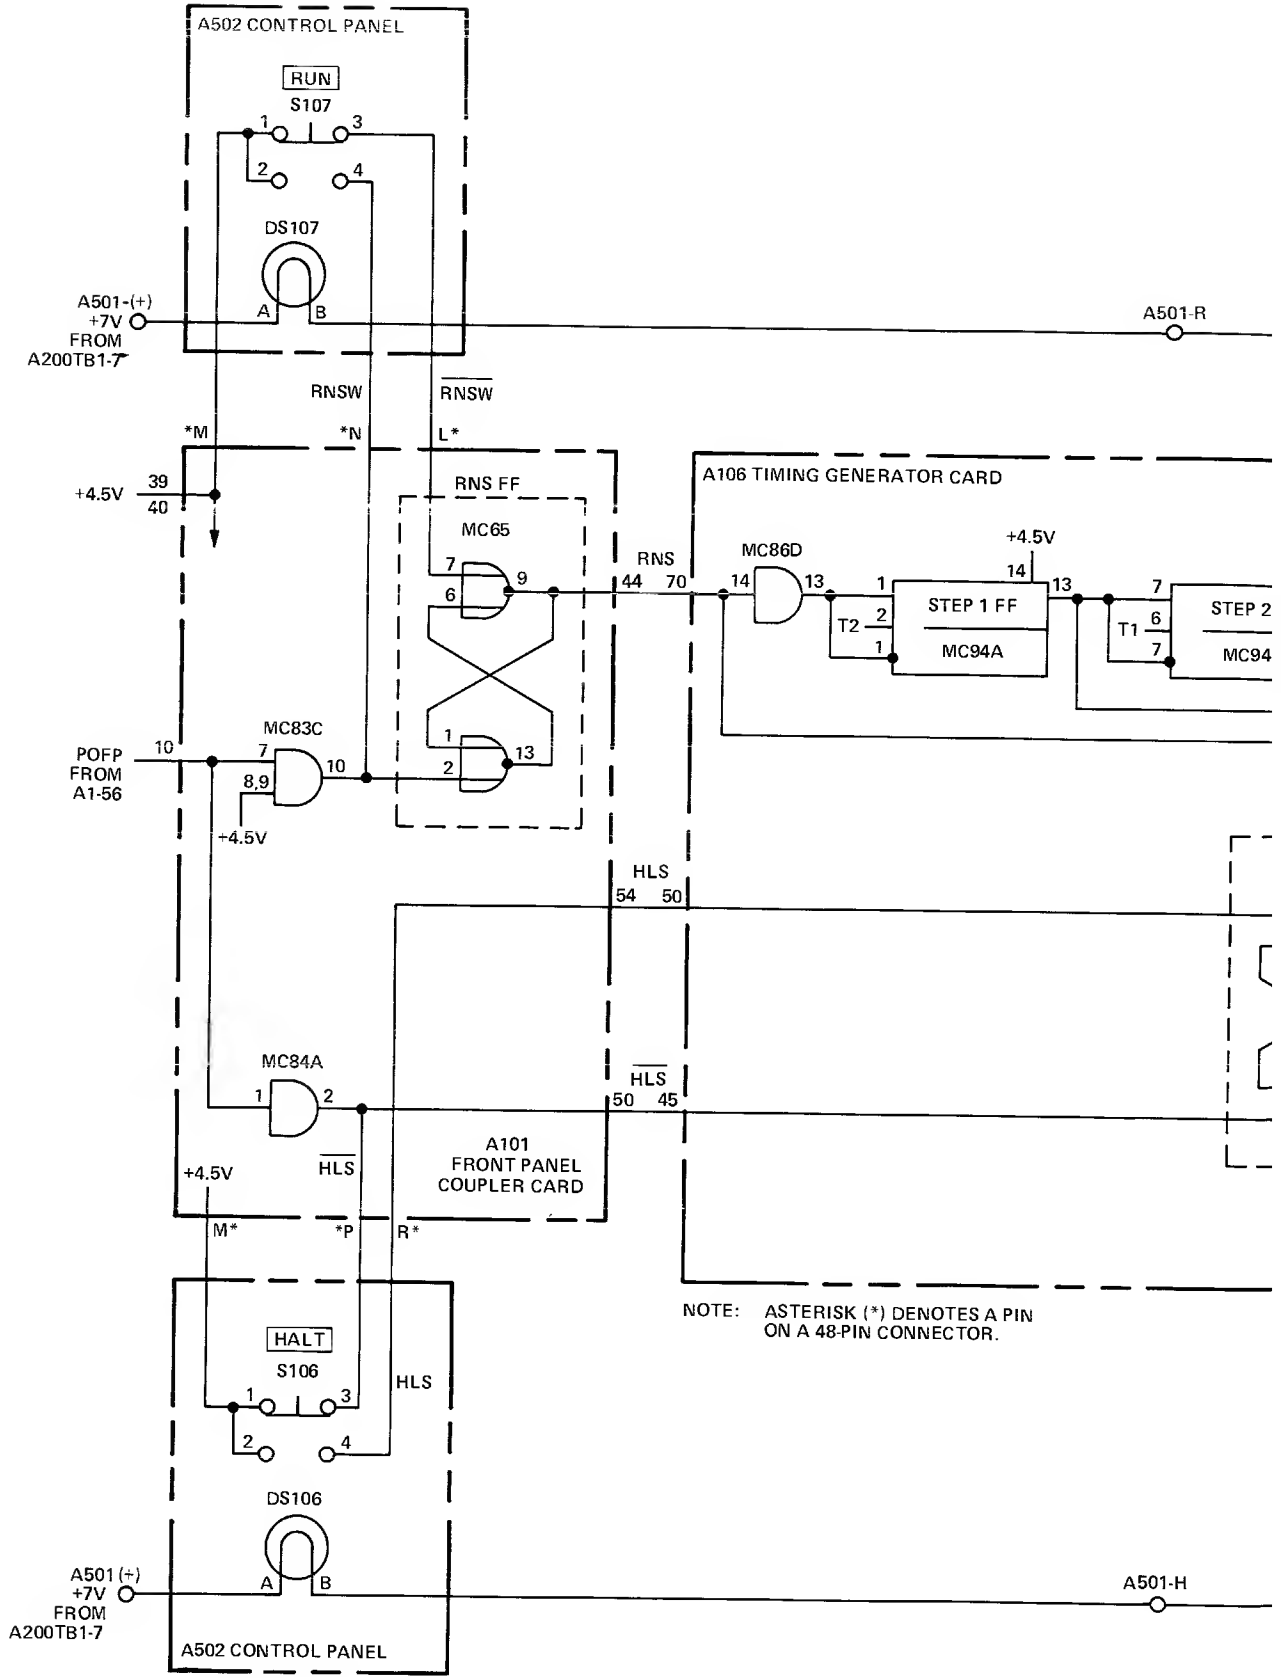 A502 CONTROL PANEL
RUN
S107
1
3
2
4
DS107
A501-(+)
+7V
FROM
A200TB1-7
A
B
A501-R
RNSW
R̅N̅S̅W̅
*M
*N
L*
+4.5V
39
40
RNS FF
MC65
7
6
9
RNS
44
70
A106 TIMING GENERATOR CARD
MC86D
14
13
+4.5V
14
1
T2
2
1
STEP 1 FF
MC94A
13
7
T1
6
7
STEP 2
MC94
POFP
FROM
A1-56
10
MC83C
7
8,9
10
+4.5V
1
2
13
HLS
54
50
MC84A
1
2
H̅L̅S̅
50
45
H̅L̅S̅
A101
FRONT PANEL
COUPLER CARD
+4.5V
M*
*P
R*
NOTE: ASTERISK (*) DENOTES A PIN
ON A 48-PIN CONNECTOR.
HALT
S106
HLS
1
3
2
4
DS106
A501 (+)
+7V
FROM
A200TB1-7
A
B
A501-H
A502 CONTROL PANEL